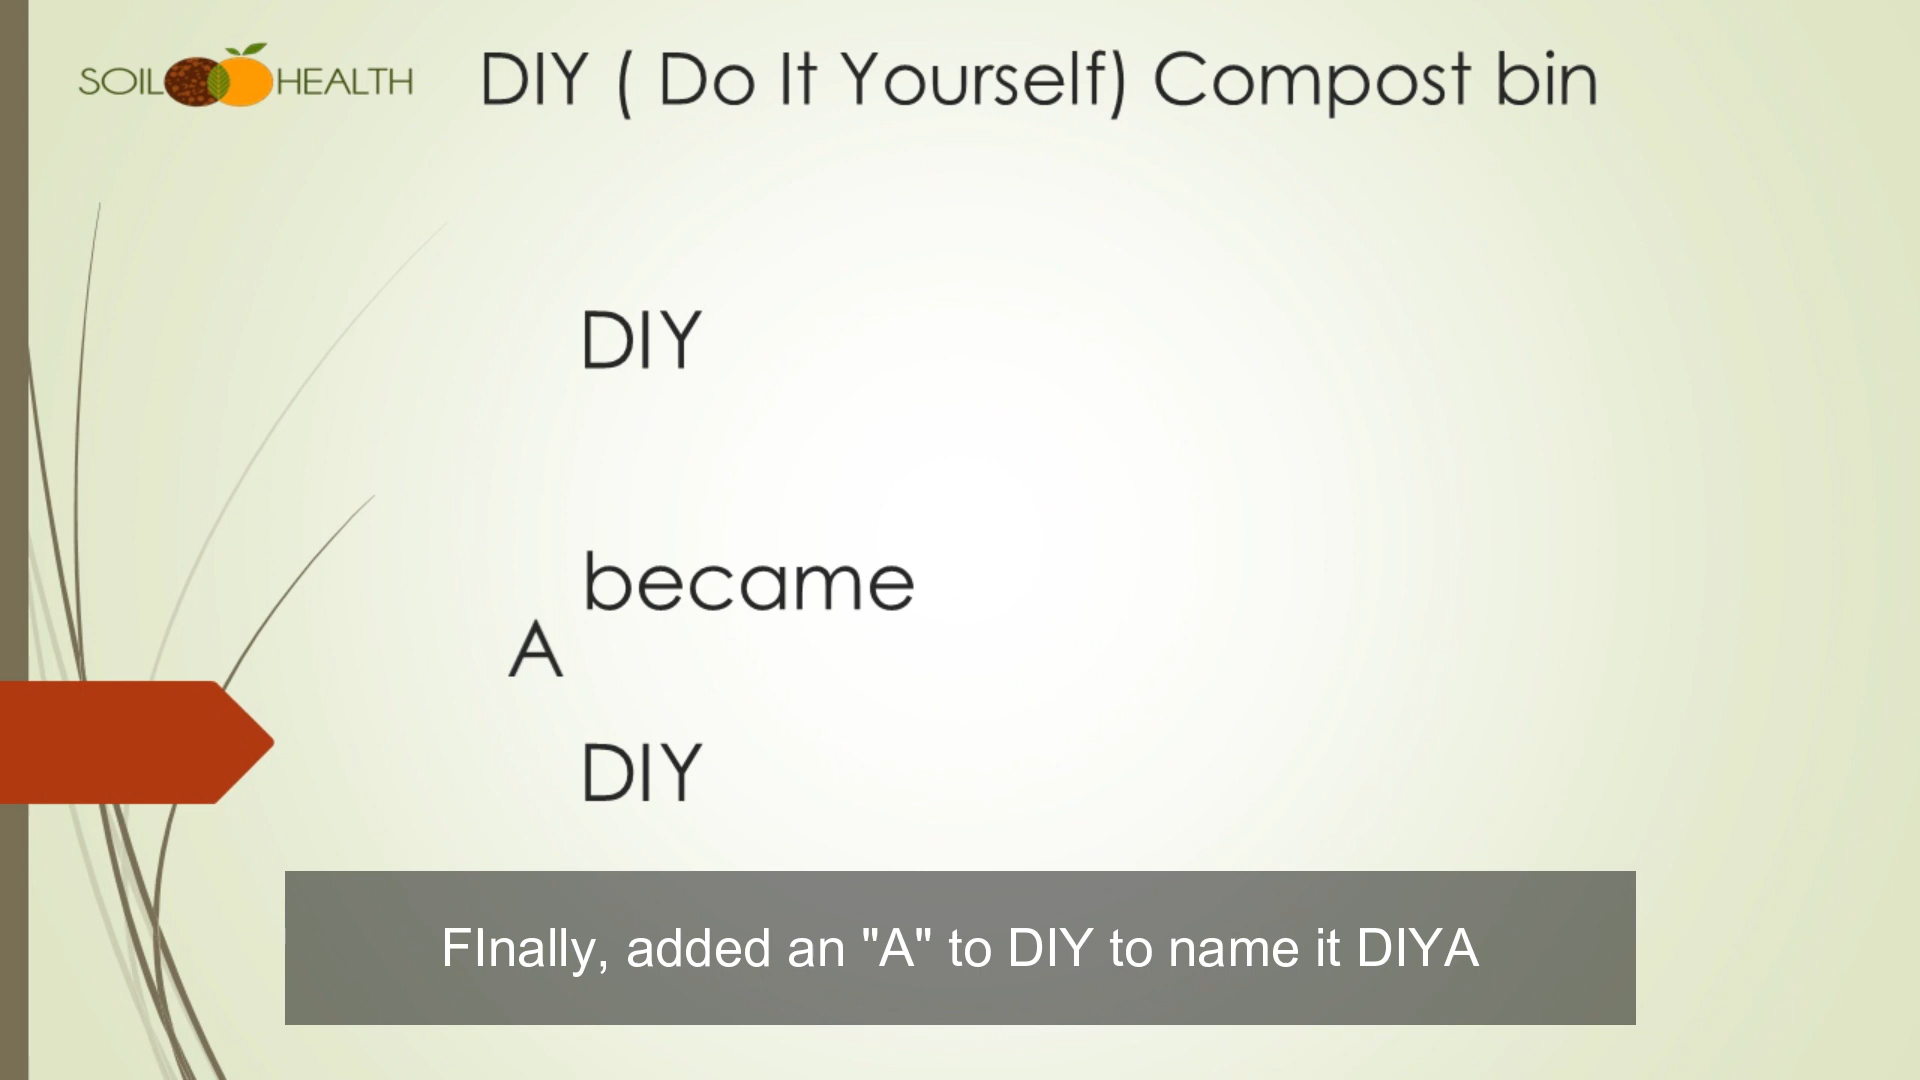 SOIL HEALTH
DIY ( Do It Yourself) Compost bin
DIY
became
A
DIY
FInally, added an "A" to DIY to name it DIYA